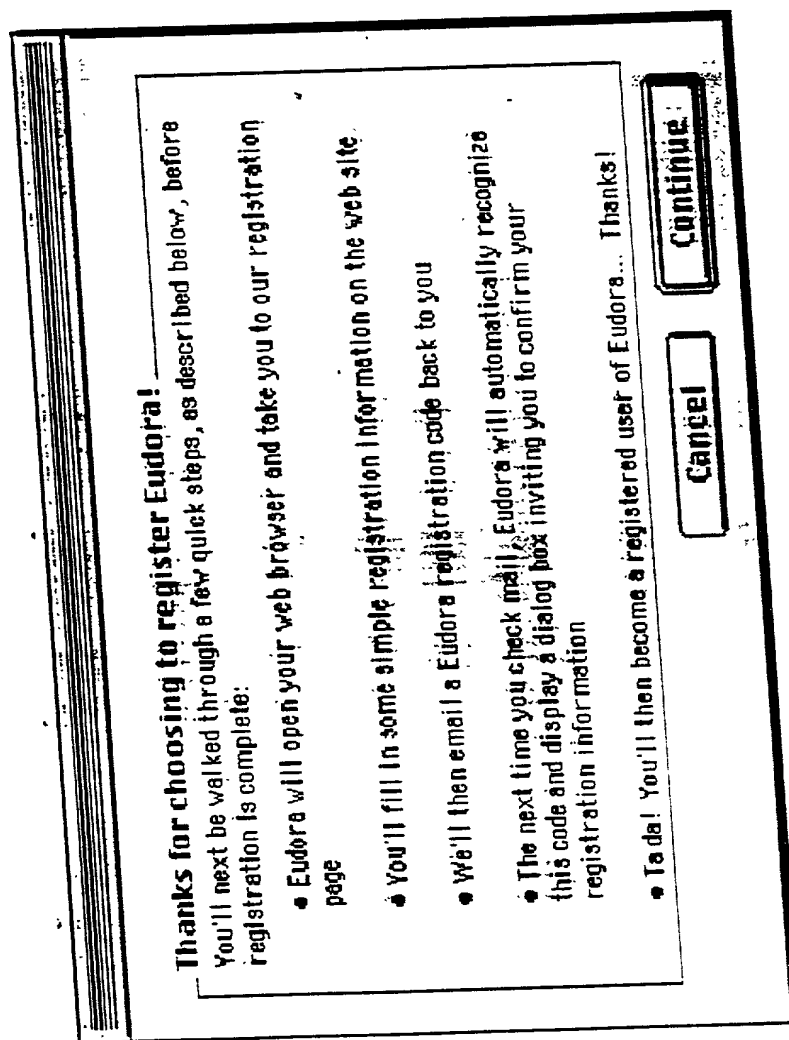 Thanks for choosing to register Eudora!
You'll next be walked through a few quick steps, as described below, before
registration is complete:
• Eudora will open your web browser and take you to our registration
page
• You'll fill in some simple registration information on the web site
• We'll then email a Eudora registration code back to you
• The next time you check mail, Eudora will automatically recognize
this code and display a dialog box inviting you to confirm your
registration information
• Ta da! You'll then become a registered user of Eudora... Thanks!
Cancel
Continue